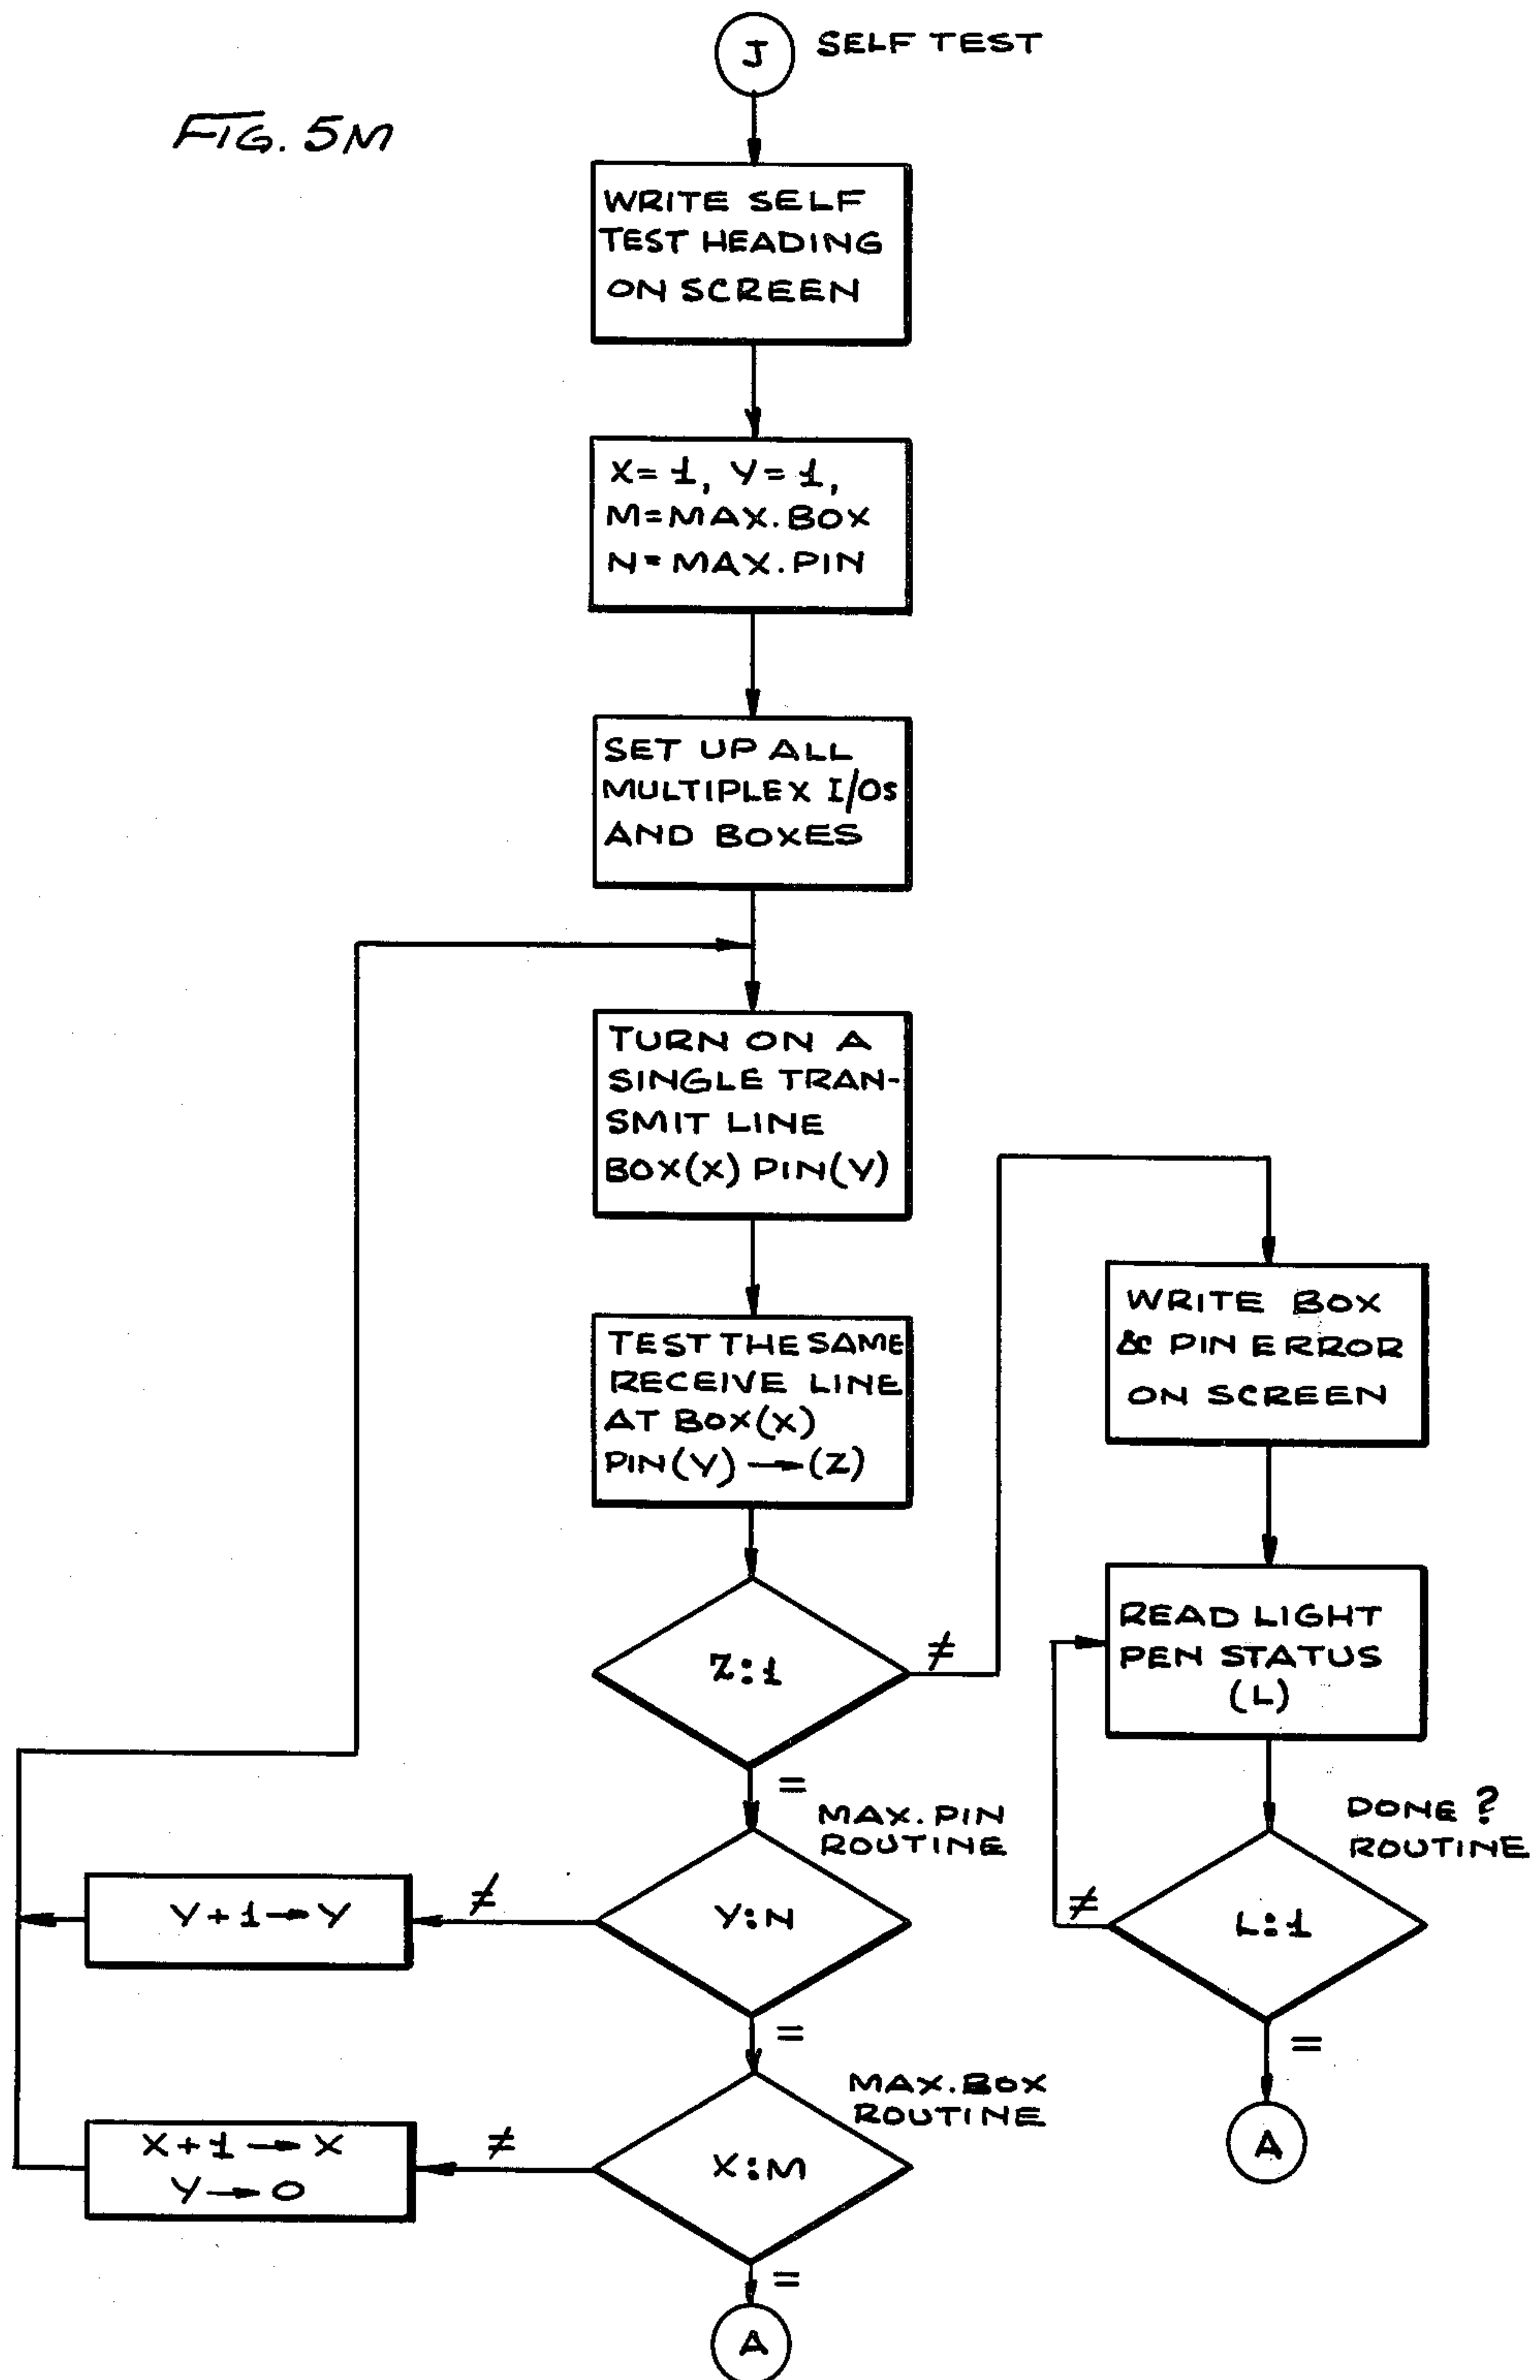 J SELF TEST
FIG. 5M
WRITE SELF
TEST HEADING
ON SCREEN
X=1, Y=1,
M=MAX.BOX
N=MAX.PIN
SET UP ALL
MULTIPLEX I/OS
AND BOXES
TURN ON A
SINGLE TRAN-
SMIT LINE
BOX(X) PIN(Y)
TEST THE SAME
RECEIVE LINE
AT BOX(X)
PIN(Y)→(Z)
Z:1
≠
=
WRITE BOX
& PIN ERROR
ON SCREEN
READ LIGHT
PEN STATUS
(L)
DONE?
ROUTINE
L:1
≠
=
A
MAX.PIN
ROUTINE
Y:N
≠
=
Y+1→Y
MAX.BOX
ROUTINE
X:M
≠
=
X+1→X
Y→0
A